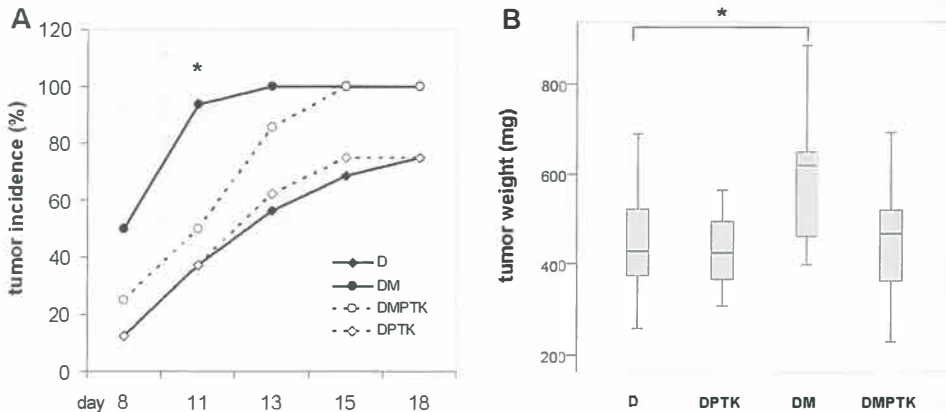 A
tumor incidence (%)
120
100
80
60
40
20
0
*
D
DM
DMPTK
DPTK
day 8 11 13 15 18
B
tumor weight (mg)
800
600
400
200
*
D DPTK DM DMPTK